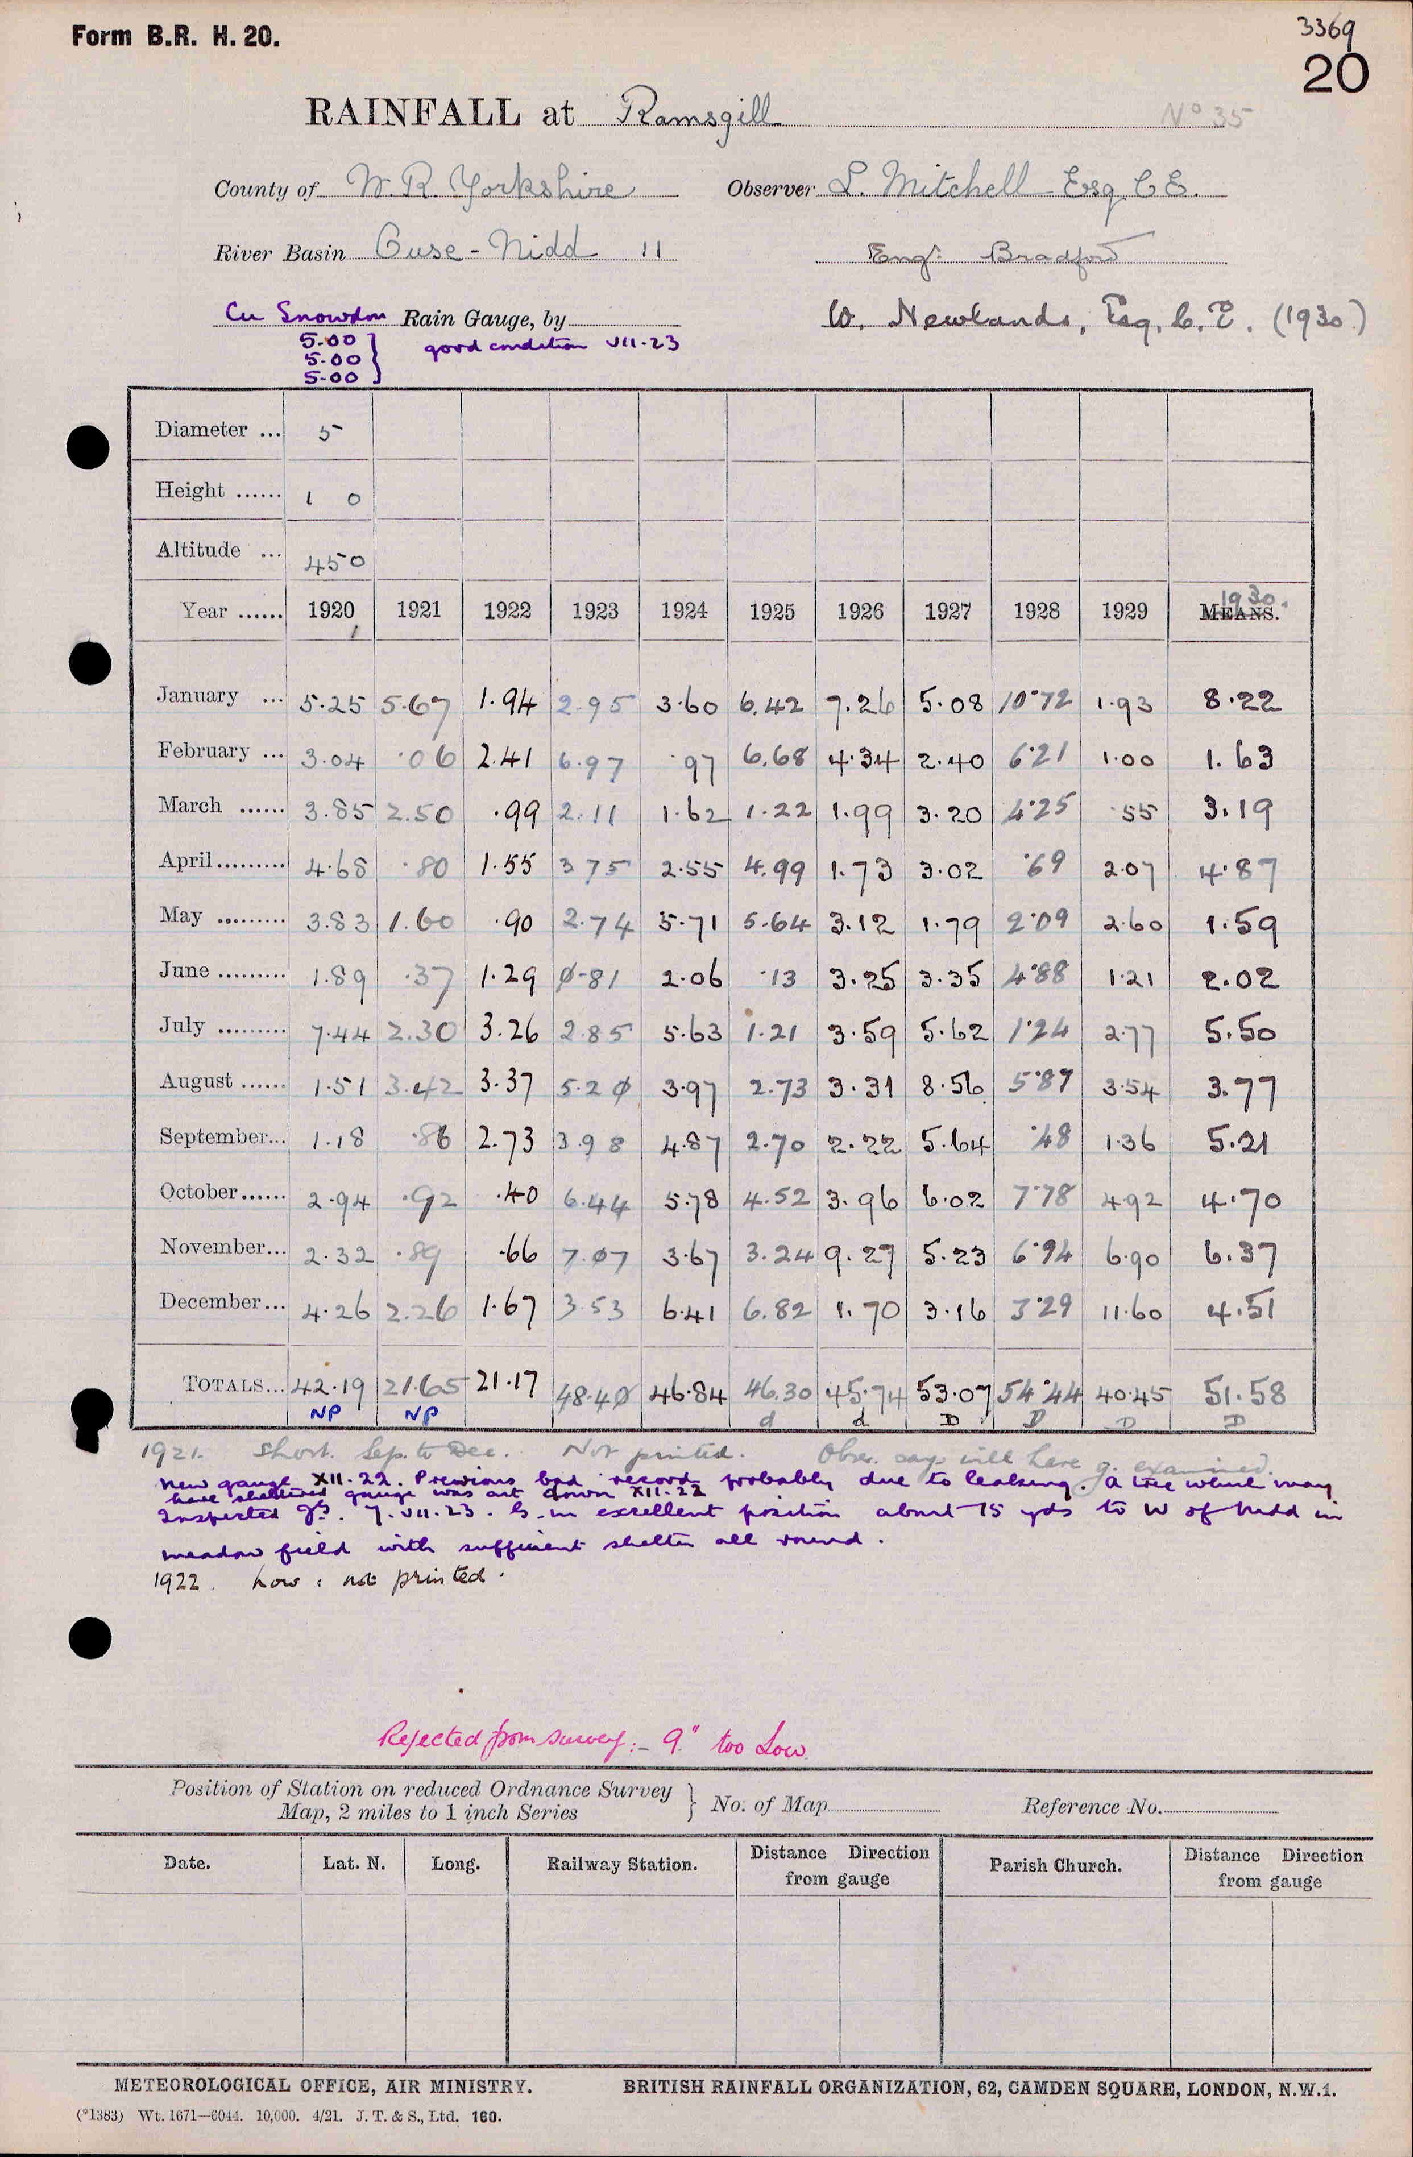 Form B.R. H. 20.
3369
20
RAINFALL at Ramsgill
No 35
County of W. R. Yorkshire Observer L. Mitchell Esq C.E.
River Basin Ouse - Nidd 11 Engr. Bradford
Cu Snowdon Rain Gauge, by W. Newlands, Esq. C.E. (1930)
5.00
5.00 } good condition VII.23
5.00
Diameter ... 5
Height ...... 1 0
Altitude ... 450
Year ...... 1920 1921 1922 1923 1924 1925 1926 1927 1928 1929 MEANS. 1930.
January ... 5.25 5.67 1.94 2.95 3.60 6.42 7.26 5.08 10.72 1.93 8.22
February ... 3.04 .06 2.41 6.97 .97 6.68 4.34 2.40 6.21 1.00 1.63
March ...... 3.85 2.50 .99 2.11 1.62 1.22 1.99 3.20 4.25 .55 3.19
April......... 4.68 .80 1.55 3.75 2.55 4.99 1.73 3.02 .69 2.07 4.87
May ......... 3.83 1.60 .90 2.74 5.71 5.64 3.12 1.79 2.09 2.60 1.59
June ......... 1.89 .37 1.29 0.81 2.06 .13 3.25 3.35 4.88 1.21 2.02
July ......... 7.44 2.30 3.26 2.85 5.63 1.21 3.59 5.62 1.24 2.77 5.50
August ...... 1.51 3.42 3.37 5.20 3.97 2.73 3.31 8.56 5.87 3.54 3.77
September... 1.18 .86 2.73 3.98 4.87 2.70 2.22 5.64 .48 1.36 5.21
October...... 2.94 .92 .40 6.44 5.78 4.52 3.96 6.02 7.78 4.92 4.70
November... 2.32 .89 .66 7.07 3.67 3.24 9.27 5.23 6.94 6.90 6.37
December... 4.26 2.26 1.67 3.53 6.41 6.82 1.70 3.16 3.29 11.60 4.51
TOTALS... 42.19 21.65 21.17 48.40 46.84 46.30 45.74 53.07 54.44 40.45 51.58
NP NP d d D D D D
1921. Short. Sep. to Dec. Not printed. Obsr. says will have g. examined.
New gauge XII.22. Previous bad record probably due to leaking. A tree which may
have sheltered gauge was cut down XII.22
Inspected 7.VII.23. G. in excellent position about 15 yds to W of Nidd in
meadow field with sufficient shelter all round.
1922. Low: not printed.
Rejected from survey:- 9" too Low.
Position of Station on reduced Ordnance Survey
Map, 2 miles to 1 inch Series } No. of Map Reference No.
Date. Lat. N. Long. Railway Station. Distance Direction from gauge Parish Church. Distance Direction from gauge
METEOROLOGICAL OFFICE, AIR MINISTRY. BRITISH RAINFALL ORGANIZATION, 62, CAMDEN SQUARE, LONDON, N.W.1.
(*1383) Wt. 1671—6044. 10,000. 4/21. J. T. & S., Ltd. 160.